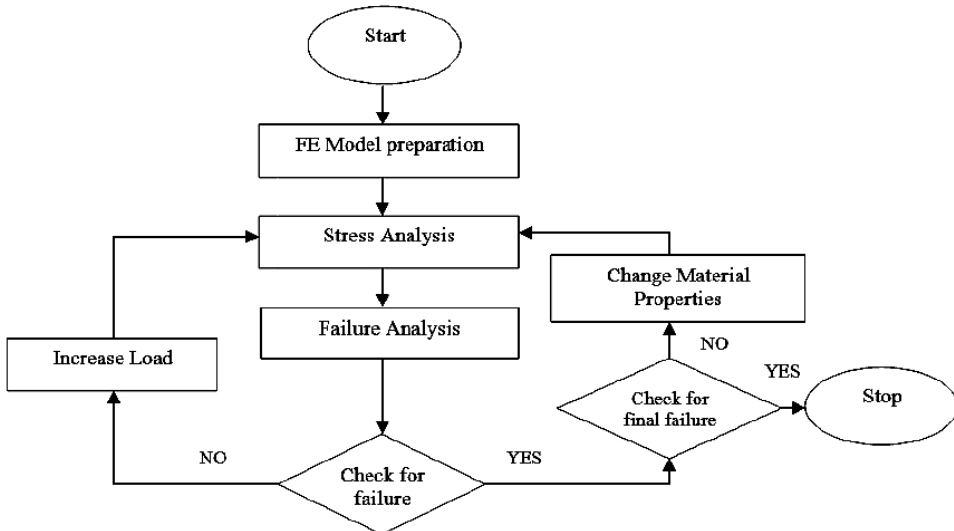 Start
FE Model preparation
Stress Analysis
Change Material
Properties
Failure Analysis
Increase Load
NO
YES
Check for
final failure
Stop
NO
YES
Check for
failure